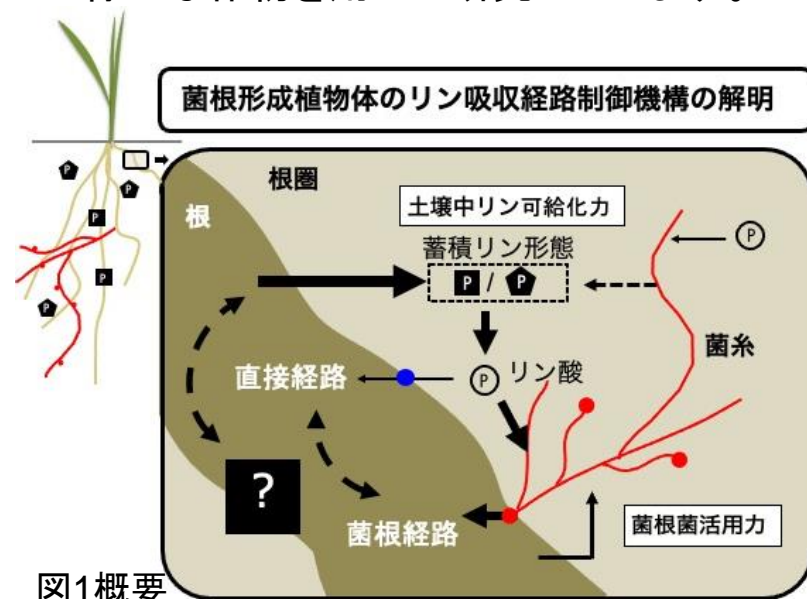 菌根形成植物体のリン吸収経路制御機構の解明
P
P
P
P
P
根圏
根
土壌中リン可給化力
蓄積リン形態
P / P
P
菌糸
直接経路
P リン酸
?
菌根経路
菌根菌活用力
図1概要